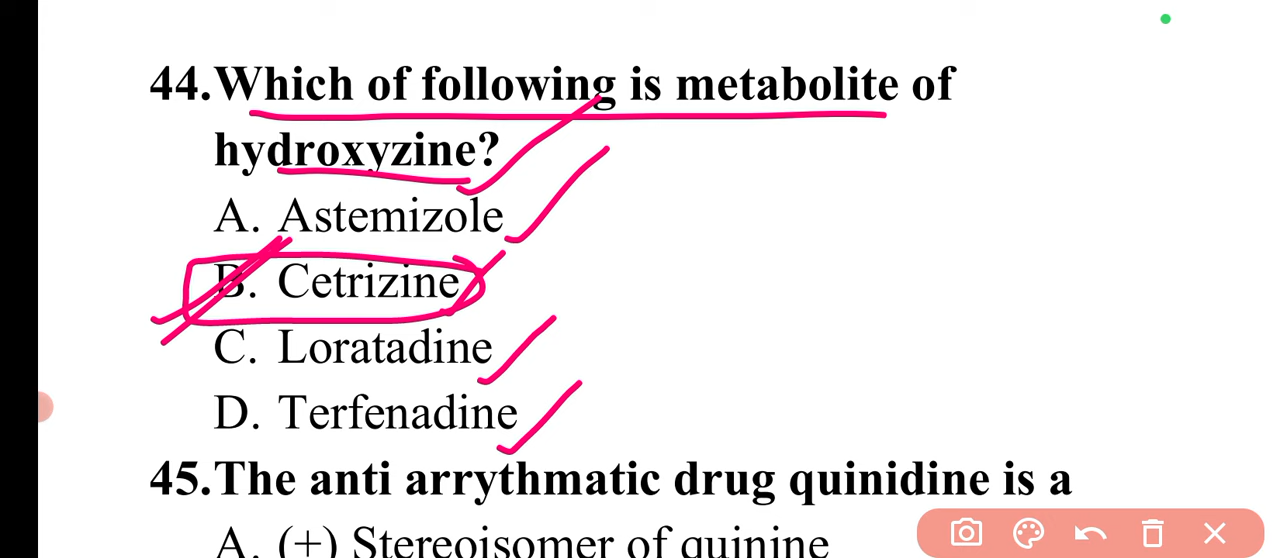 44.Which of following is metabolite of
hydroxyzine?
A. Astemizole
B. Cetrizine
C. Loratadine
D. Terfenadine
45.The anti arrythmatic drug quinidine is a
A. (+) Stereoisomer of quinine